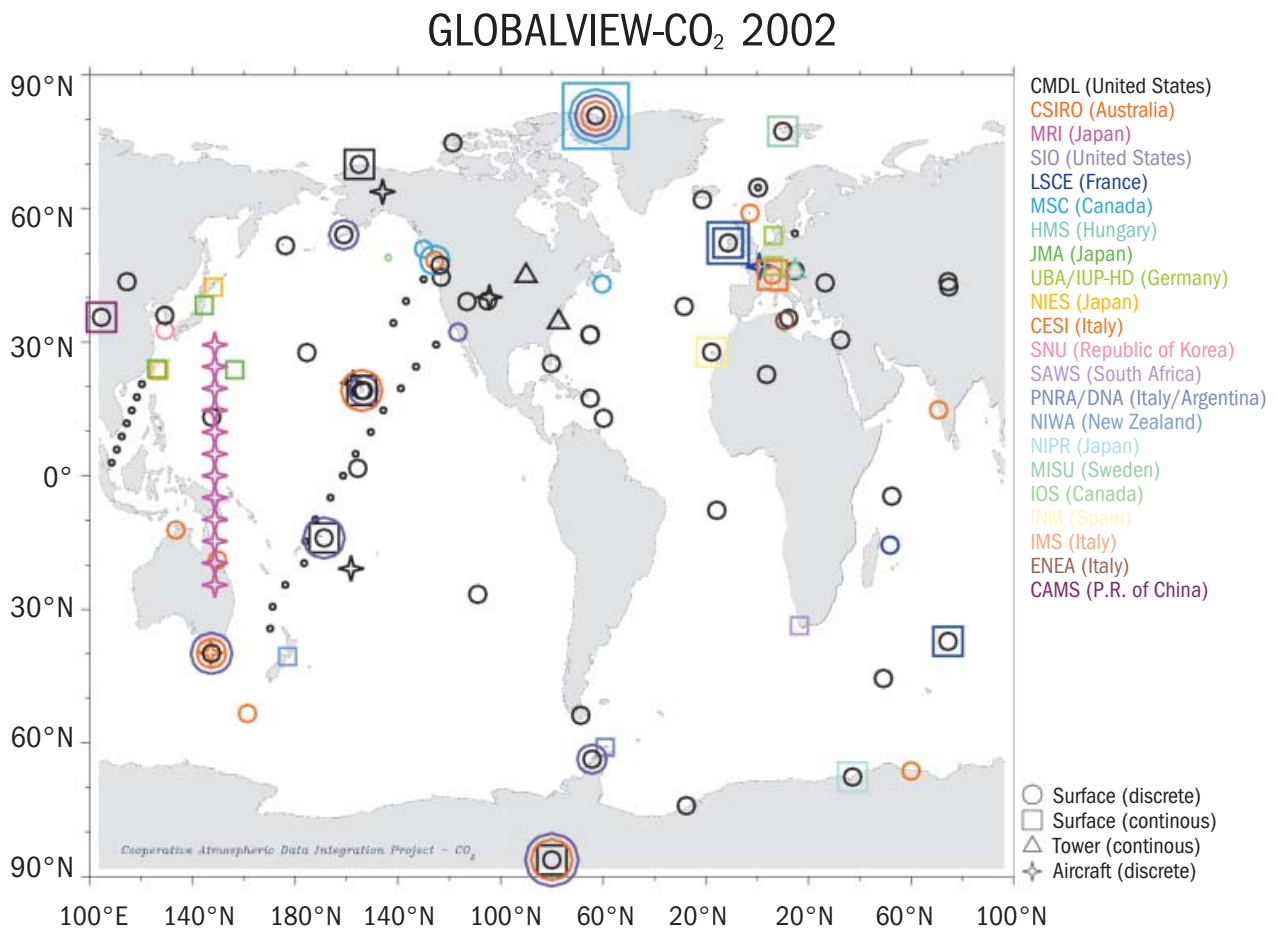 GLOBALVIEW-CO₂ 2002
90°N
60°N
30°N
0°
30°N
60°N
90°N
100°E
140°N
180°N
140°N
100°N
60°N
20°N
20°N
60°N
100°N
Cooperative Atmospheric Data Integration Project - CO₂
CMDL (United States)
CSIRO (Australia)
MRI (Japan)
SIO (United States)
LSCE (France)
MSC (Canada)
HMS (Hungary)
JMA (Japan)
UBA/IUP-HD (Germany)
NIES (Japan)
CESI (Italy)
SNU (Republic of Korea)
SAWS (South Africa)
PNRA/DNA (Italy/Argentina)
NIWA (New Zealand)
NIPR (Japan)
MISU (Sweden)
IOS (Canada)
INM (Spain)
IMS (Italy)
ENEA (Italy)
CAMS (P.R. of China)
Surface (discrete)
Surface (continous)
Tower (continous)
Aircraft (discrete)